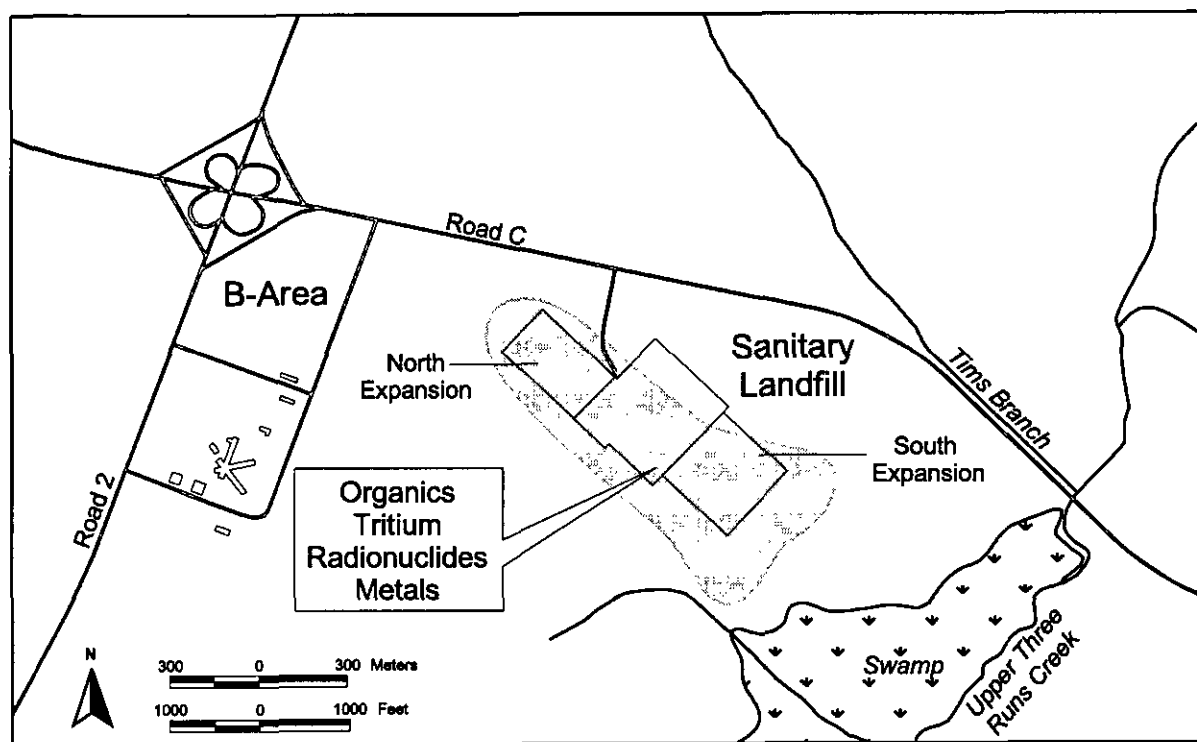 Road C
B-Area
North
Expansion
Sanitary
Landfill
Tims Branch
South
Expansion
Organics
Tritium
Radionuclides
Metals
Road 2
Swamp
Upper Three
Runs Creek
N
300 0 300 Meters
1000 0 1000 Feet